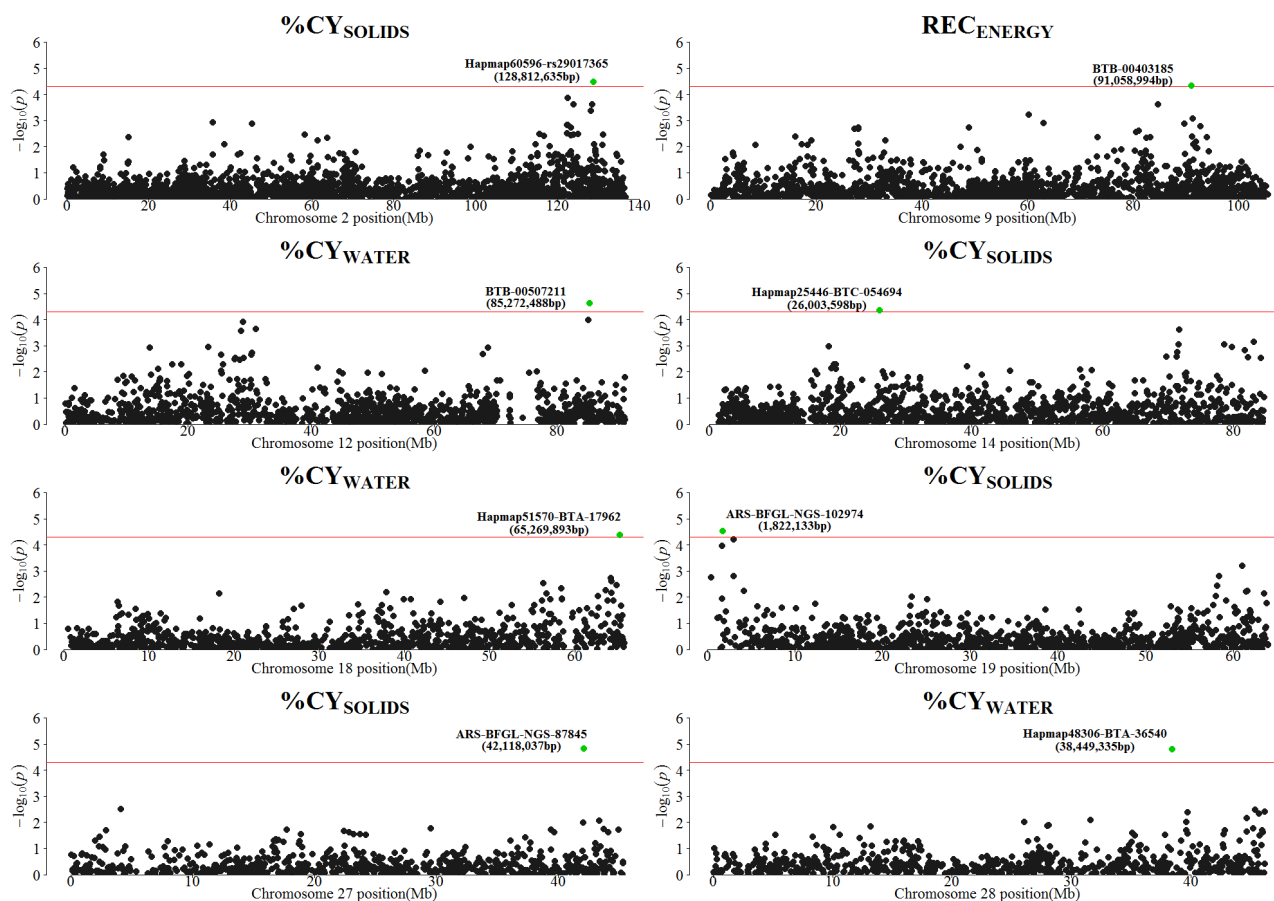 %CYSOLIDS
6
5
4
3
2
1
0
−log10(p)
Hapmap60596-rs29017365
(128,812,635bp)
0 20 40 60 80 100 120 140
Chromosome 2 position(Mb)
RECENERGY
6
5
4
3
2
1
0
−log10(p)
BTB-00403185
(91,058,994bp)
0 20 40 60 80 100
Chromosome 9 position(Mb)
%CYWATER
6
5
4
3
2
1
0
−log10(p)
BTB-00507211
(85,272,488bp)
0 20 40 60 80
Chromosome 12 position(Mb)
%CYSOLIDS
6
5
4
3
2
1
0
−log10(p)
Hapmap25446-BTC-054694
(26,003,598bp)
0 20 40 60 80
Chromosome 14 position(Mb)
%CYWATER
6
5
4
3
2
1
0
−log10(p)
Hapmap51570-BTA-17962
(65,269,893bp)
0 10 20 30 40 50 60
Chromosome 18 position(Mb)
%CYSOLIDS
6
5
4
3
2
1
0
−log10(p)
ARS-BFGL-NGS-102974
(1,822,133bp)
0 10 20 30 40 50 60
Chromosome 19 position(Mb)
%CYSOLIDS
6
5
4
3
2
1
0
−log10(p)
ARS-BFGL-NGS-87845
(42,118,037bp)
0 10 20 30 40
Chromosome 27 position(Mb)
%CYWATER
6
5
4
3
2
1
0
−log10(p)
Hapmap48306-BTA-36540
(38,449,335bp)
0 10 20 30 40
Chromosome 28 position(Mb)